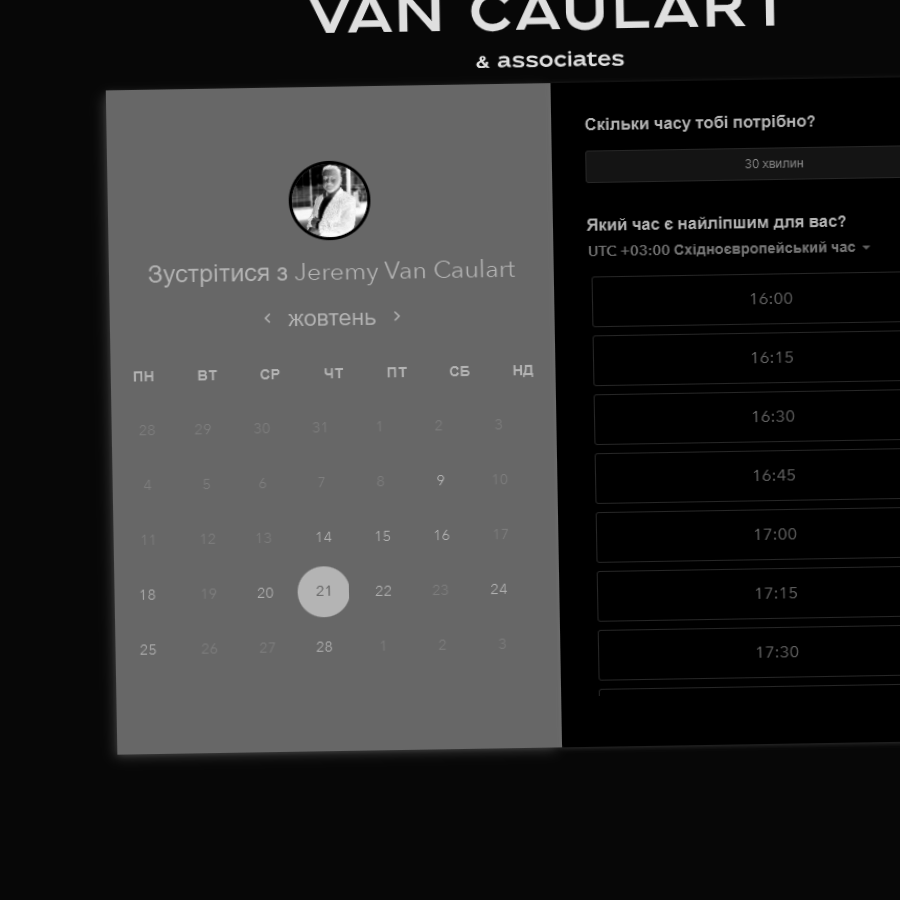 VAN CAULART
& associates
Зустрітися з Jeremy Van Caulart
жовтень
ПН ВТ СР ЧТ ПТ СБ НД
28 29 30 31 1 2 3
4 5 6 7 8 9 10
11 12 13 14 15 16 17
18 19 20 21 22 23 24
25 26 27 28 1 2 3
Скільки часу тобі потрібно?
30 хвилин
Який час є найліпшим для вас?
UTC +03:00 Східноєвропейський час
16:00
16:15
16:30
16:45
17:00
17:15
17:30